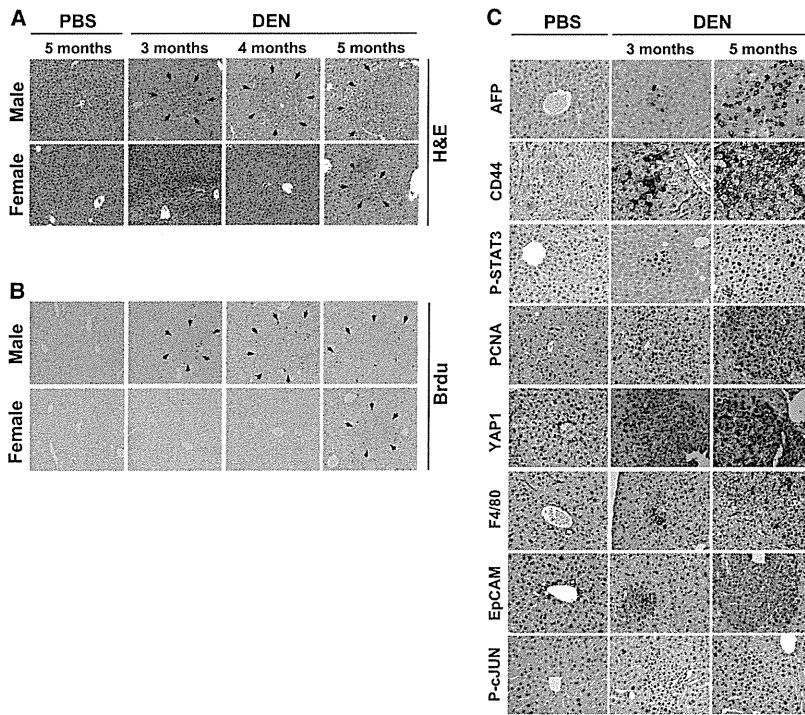 A
PBS
DEN
5 months
3 months
4 months
5 months
Male
Female
H&E
B
Male
Female
Brdu
C
PBS
DEN
3 months
5 months
AFP
CD44
P-STAT3
PCNA
YAP1
F4/80
EpCAM
P-cJUN